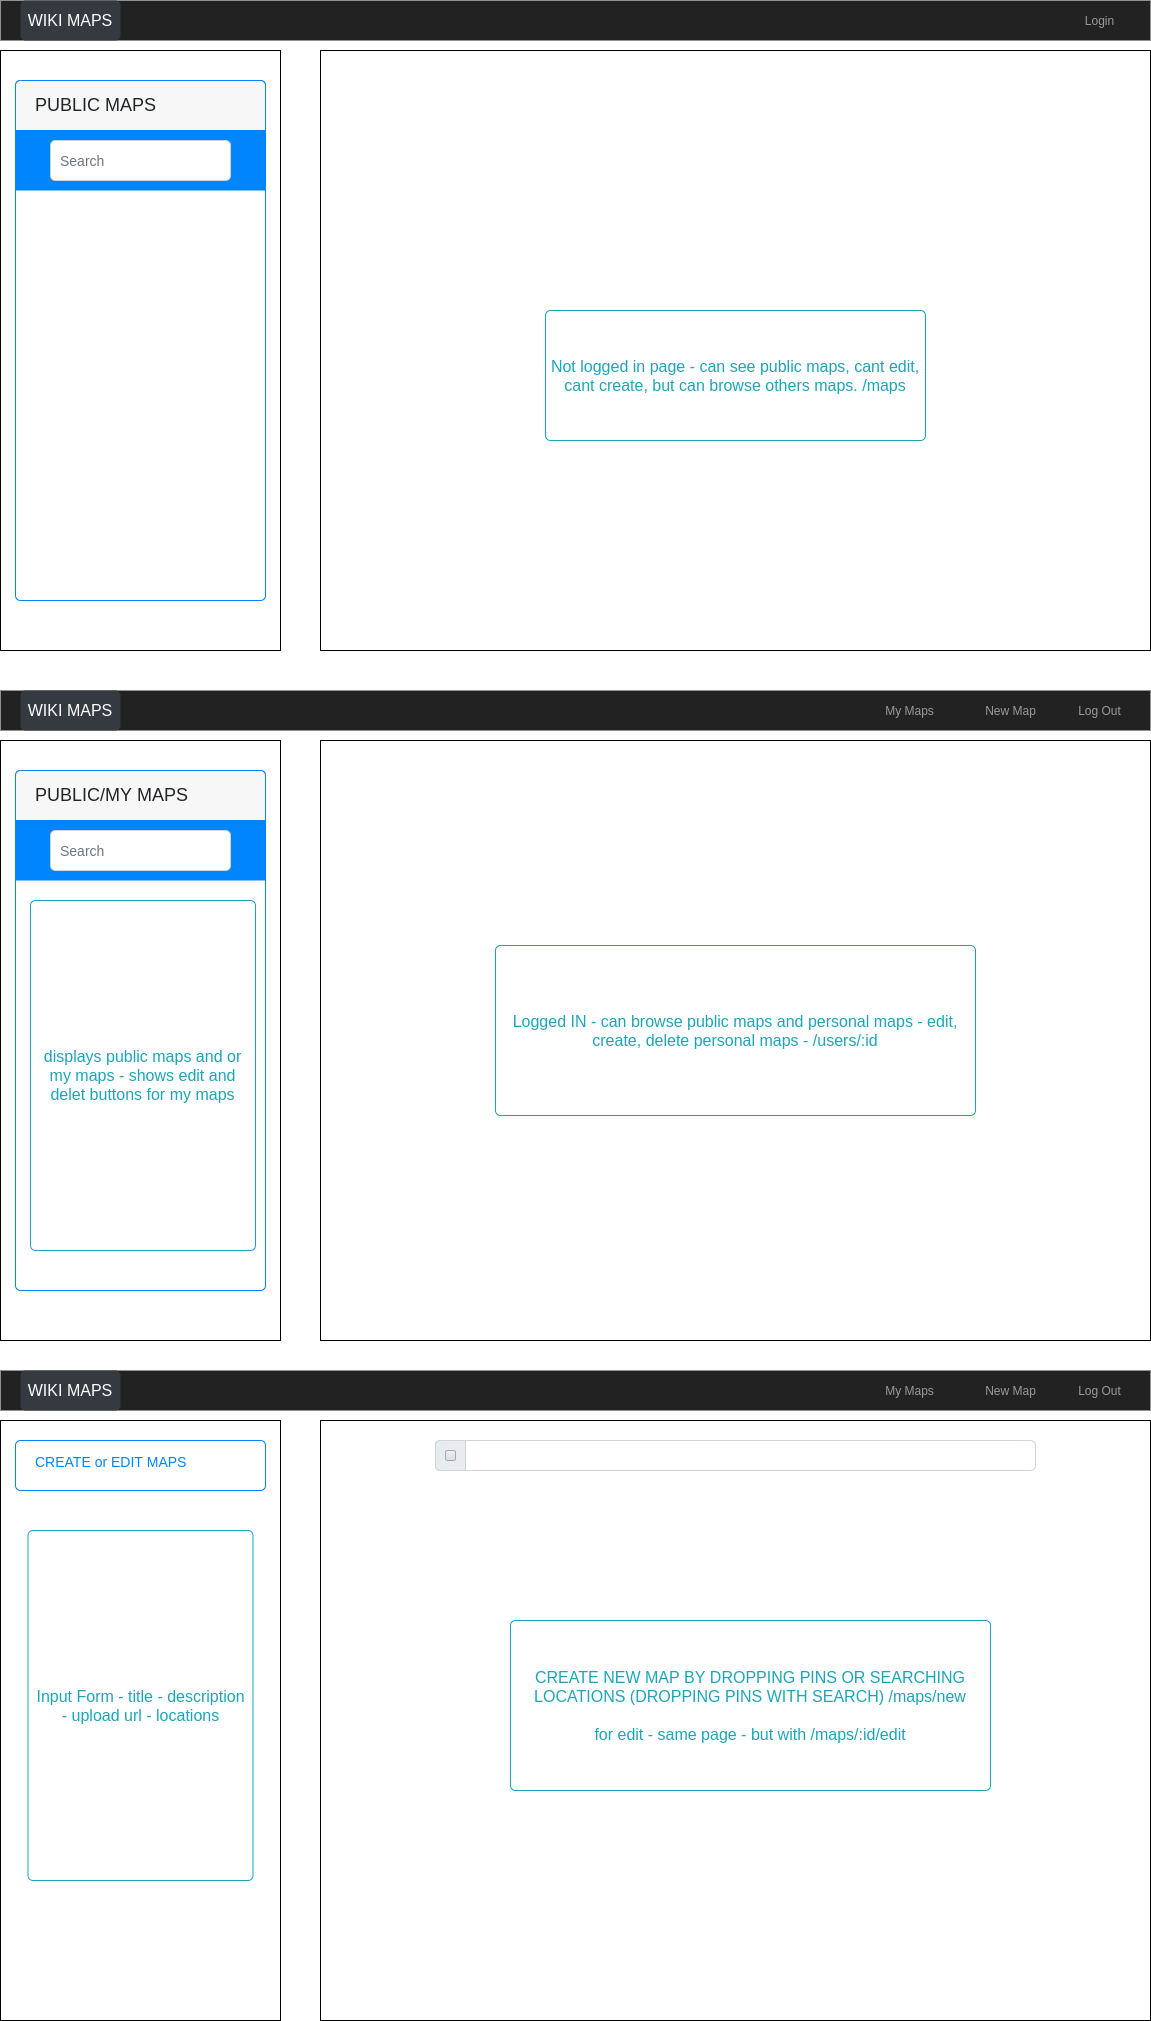 WIKI MAPS
Login
PUBLIC MAPS
Search
Not logged in page - can see public maps, cant edit,
cant create, but can browse others maps. /maps
WIKI MAPS
My Maps
New Map
Log Out
PUBLIC/MY MAPS
Search
displays public maps and or
my maps - shows edit and
delet buttons for my maps
Logged IN - can browse public maps and personal maps - edit,
create, delete personal maps - /users/:id
WIKI MAPS
My Maps
New Map
Log Out
CREATE or EDIT MAPS
Input Form - title - description
- upload url - locations
CREATE NEW MAP BY DROPPING PINS OR SEARCHING
LOCATIONS (DROPPING PINS WITH SEARCH) /maps/new
for edit - same page - but with /maps/:id/edit